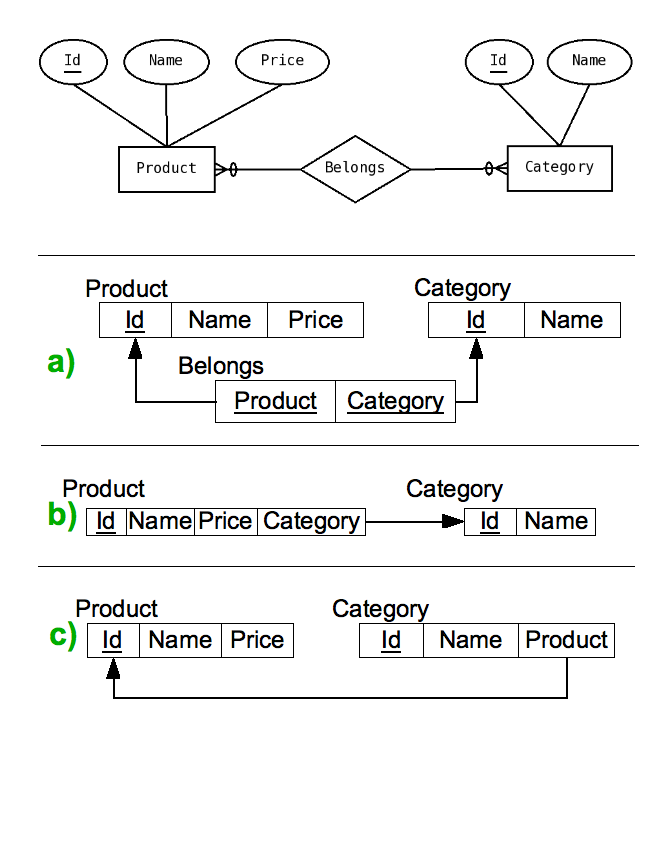 Id Name Price Id Name
Product Belongs Category
Product Category
Id Name Price Id Name
a)
Belongs
Product Category
Product Category
b)
Id Name Price Category Id Name
Product Category
c)
Id Name Price Id Name Product